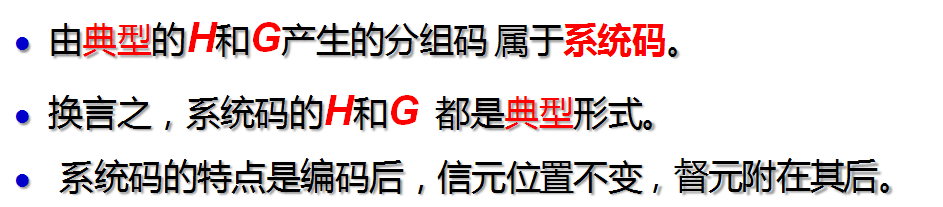 由典型的H和G产生的分组码 属于系统码。
换言之，系统码的H和G 都是典型形式。
系统码的特点是编码后，信元位置不变，督元附在其后。